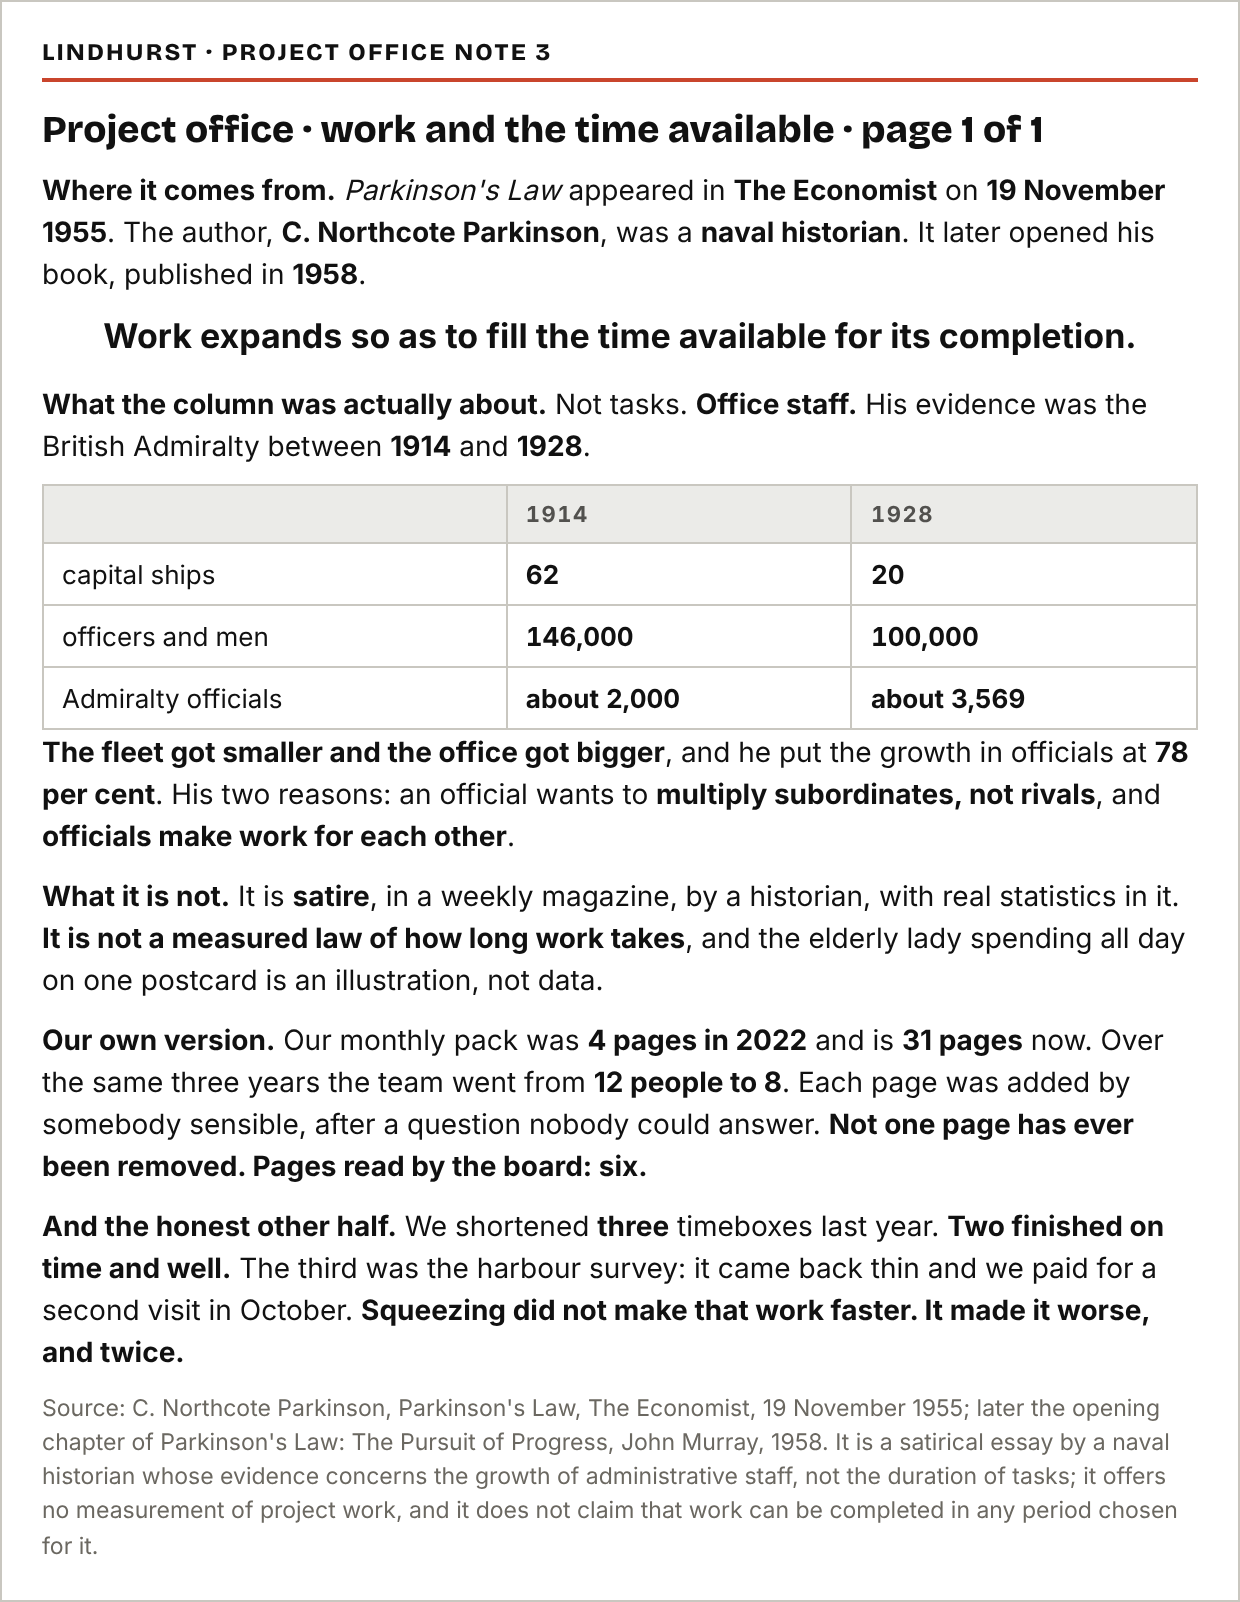 LINDHURST · PROJECT OFFICE NOTE 3
Project office · work and the time available · page 1 of 1
Where it comes from. Parkinson's Law appeared in The Economist on 19 November
1955. The author, C. Northcote Parkinson, was a naval historian. It later opened his
book, published in 1958.
Work expands so as to fill the time available for its completion.
What the column was actually about. Not tasks. Office staff. His evidence was the
British Admiralty between 1914 and 1928.
1914 1928
capital ships 62 20
officers and men 146,000 100,000
Admiralty officials about 2,000 about 3,569
The fleet got smaller and the office got bigger, and he put the growth in officials at 78
per cent. His two reasons: an official wants to multiply subordinates, not rivals, and
officials make work for each other.
What it is not. It is satire, in a weekly magazine, by a historian, with real statistics in it.
It is not a measured law of how long work takes, and the elderly lady spending all day
on one postcard is an illustration, not data.
Our own version. Our monthly pack was 4 pages in 2022 and is 31 pages now. Over
the same three years the team went from 12 people to 8. Each page was added by
somebody sensible, after a question nobody could answer. Not one page has ever
been removed. Pages read by the board: six.
And the honest other half. We shortened three timeboxes last year. Two finished on
time and well. The third was the harbour survey: it came back thin and we paid for a
second visit in October. Squeezing did not make that work faster. It made it worse,
and twice.
Source: C. Northcote Parkinson, Parkinson's Law, The Economist, 19 November 1955; later the opening
chapter of Parkinson's Law: The Pursuit of Progress, John Murray, 1958. It is a satirical essay by a naval
historian whose evidence concerns the growth of administrative staff, not the duration of tasks; it offers
no measurement of project work, and it does not claim that work can be completed in any period chosen
for it.